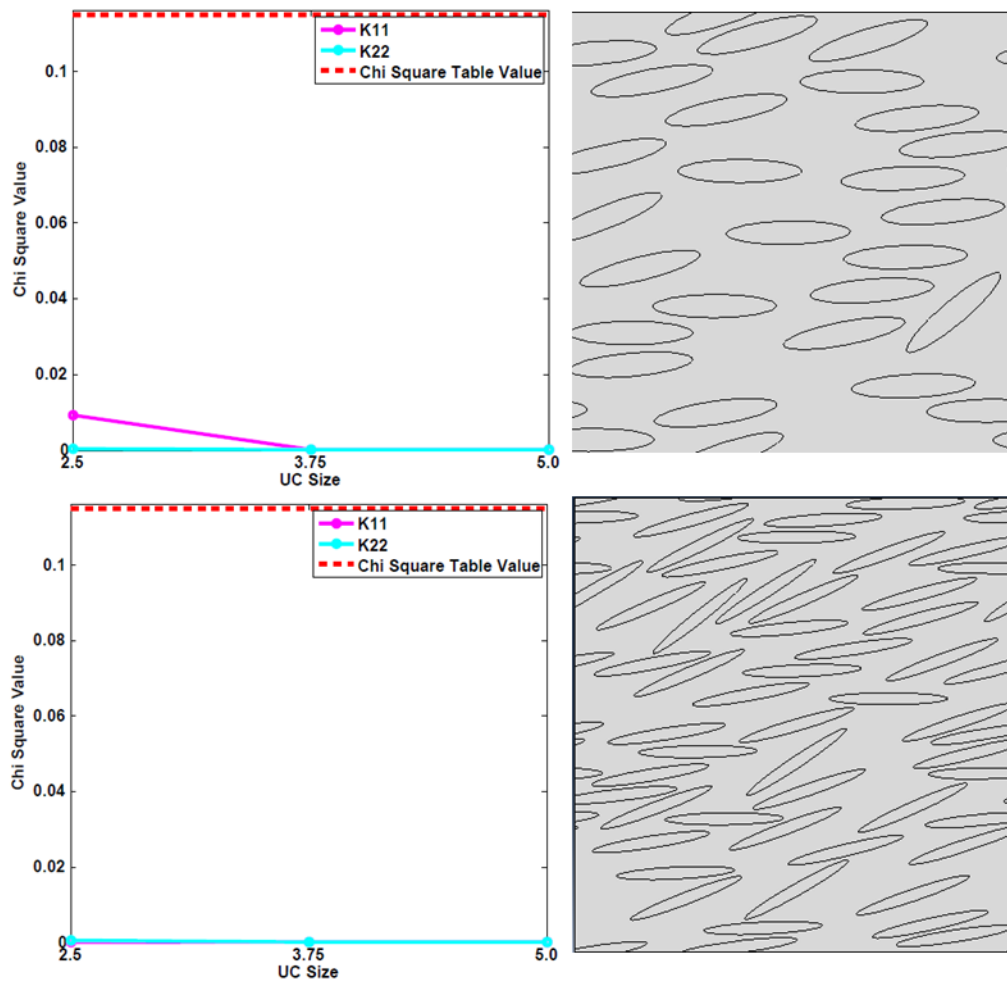 K11
K22
Chi Square Table Value
0.1
0.08
0.06
0.04
0.02
0
Chi Square Value
2.5
3.75
5.0
UC Size
K11
K22
Chi Square Table Value
0.1
0.08
0.06
0.04
0.02
0
Chi Square Value
2.5
3.75
5.0
UC Size